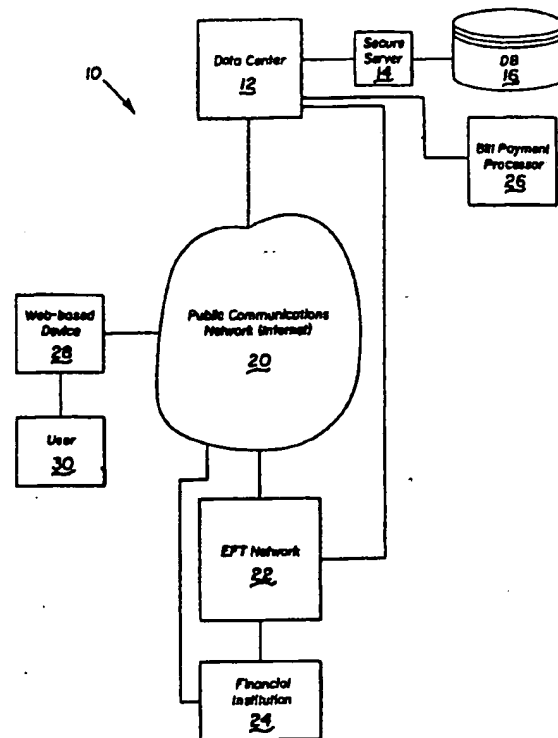 10
Data Center
12
Secure
Server
14
DB
16
Bill Payment
Processor
26
Public Communications
Network (Internet)
20
Web-based
Device
28
User
30
EFT Network
22
Financial
Institution
24